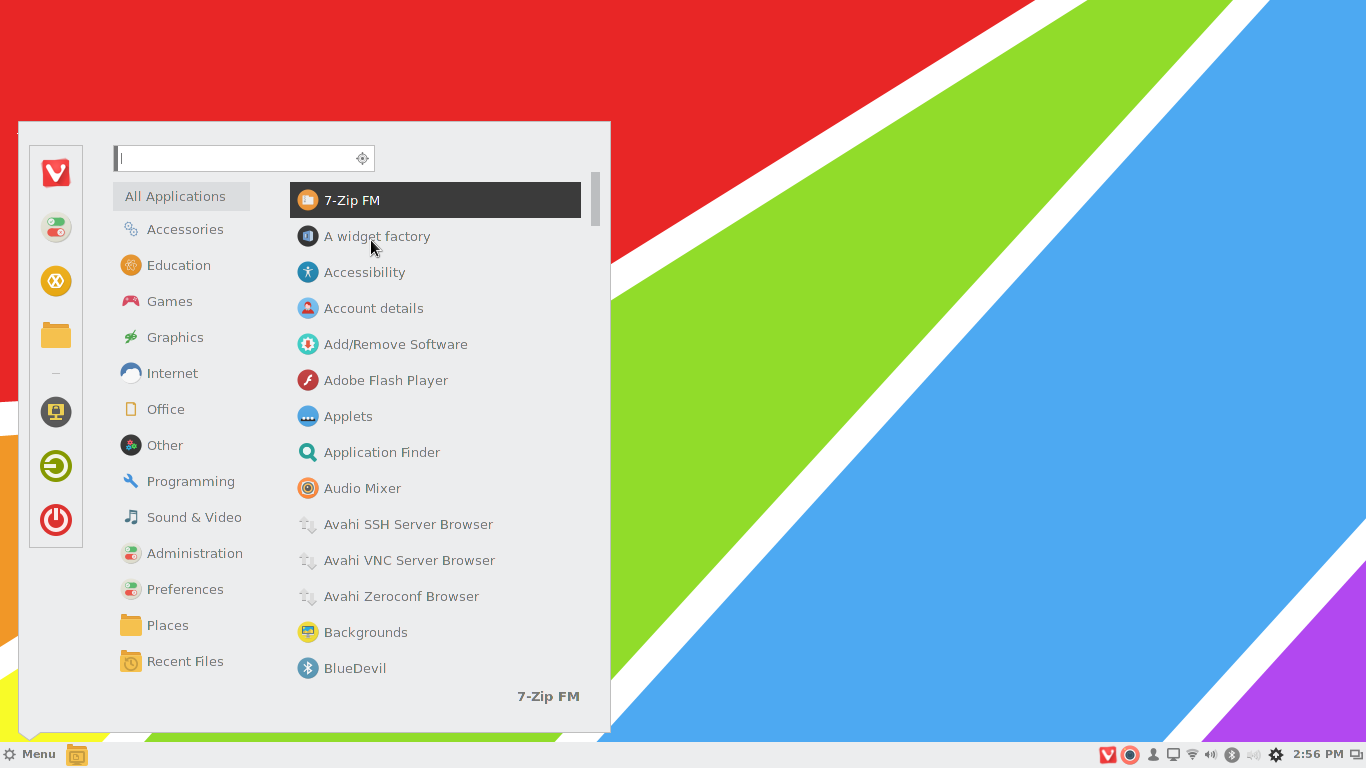 All Applications
Accessories
Education
Games
Graphics
Internet
Office
Other
Programming
Sound & Video
Administration
Preferences
Places
Recent Files
7-Zip FM
A widget factory
Accessibility
Account details
Add/Remove Software
Adobe Flash Player
Applets
Application Finder
Audio Mixer
Avahi SSH Server Browser
Avahi VNC Server Browser
Avahi Zeroconf Browser
Backgrounds
BlueDevil
7-Zip FM
Menu
2:56 PM